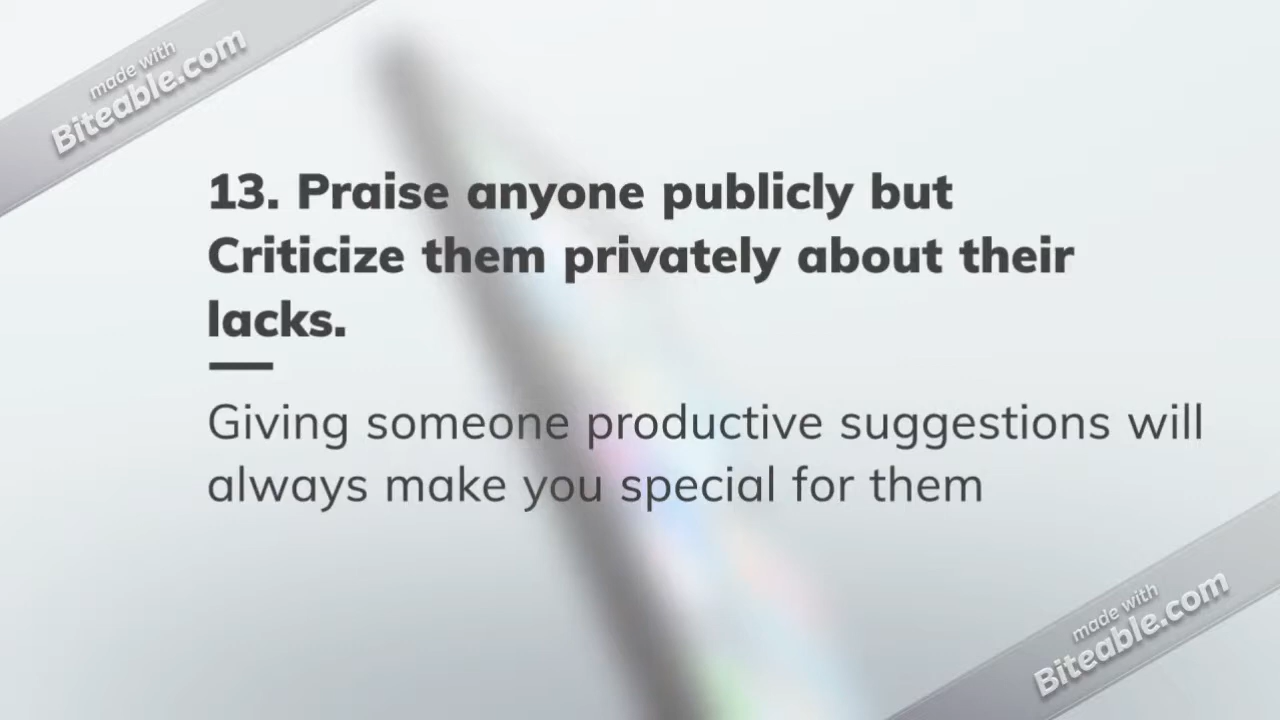 made with
Biteable.com
13. Praise anyone publicly but
Criticize them privately about their
lacks.
Giving someone productive suggestions will
always make you special for them
made with
Biteable.com